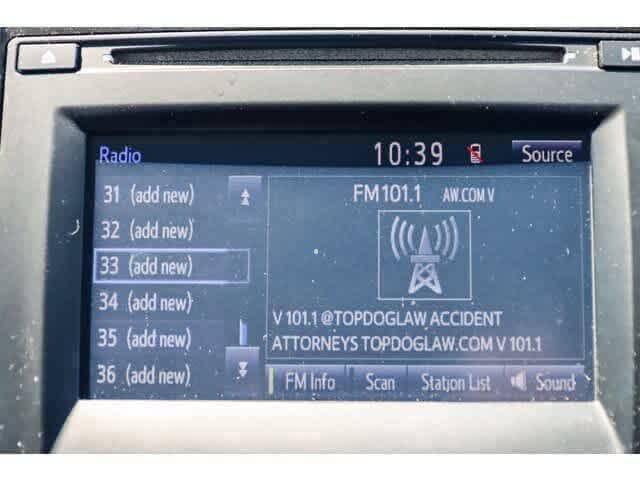 Radio
10:39
Source
31 (add new)
32 (add new)
33 (add new)
34 (add new)
35 (add new)
36 (add new)
FM101.1 AW.COM V
V 101.1 @TOPDOGLAW ACCIDENT
ATTORNEYS TOPDOGLAW.COM V 101.1
FM Info
Scan
Station List
Sound